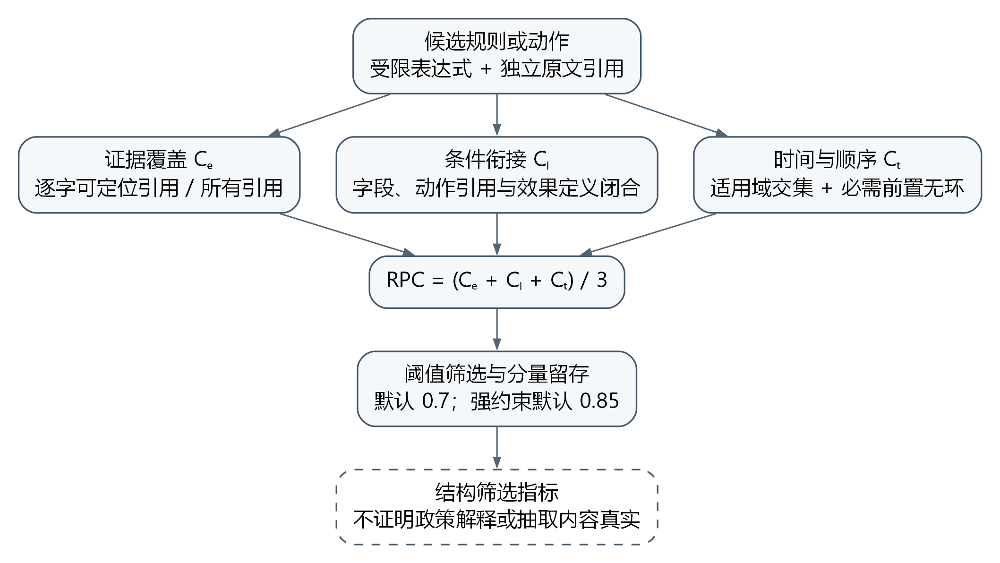 候选规则或动作
受限表达式 + 独立原文引用
证据覆盖 Cₑ
逐字可定位引用 / 所有引用
条件衔接 Cₗ
字段、动作引用与效果定义闭合
时间与顺序 Cₜ
适用域交集 + 必需前置无环
RPC = (Cₑ + Cₗ + Cₜ) / 3
阈值筛选与分量留存
默认 0.7；强约束默认 0.85
结构筛选指标
不证明政策解释或抽取内容真实